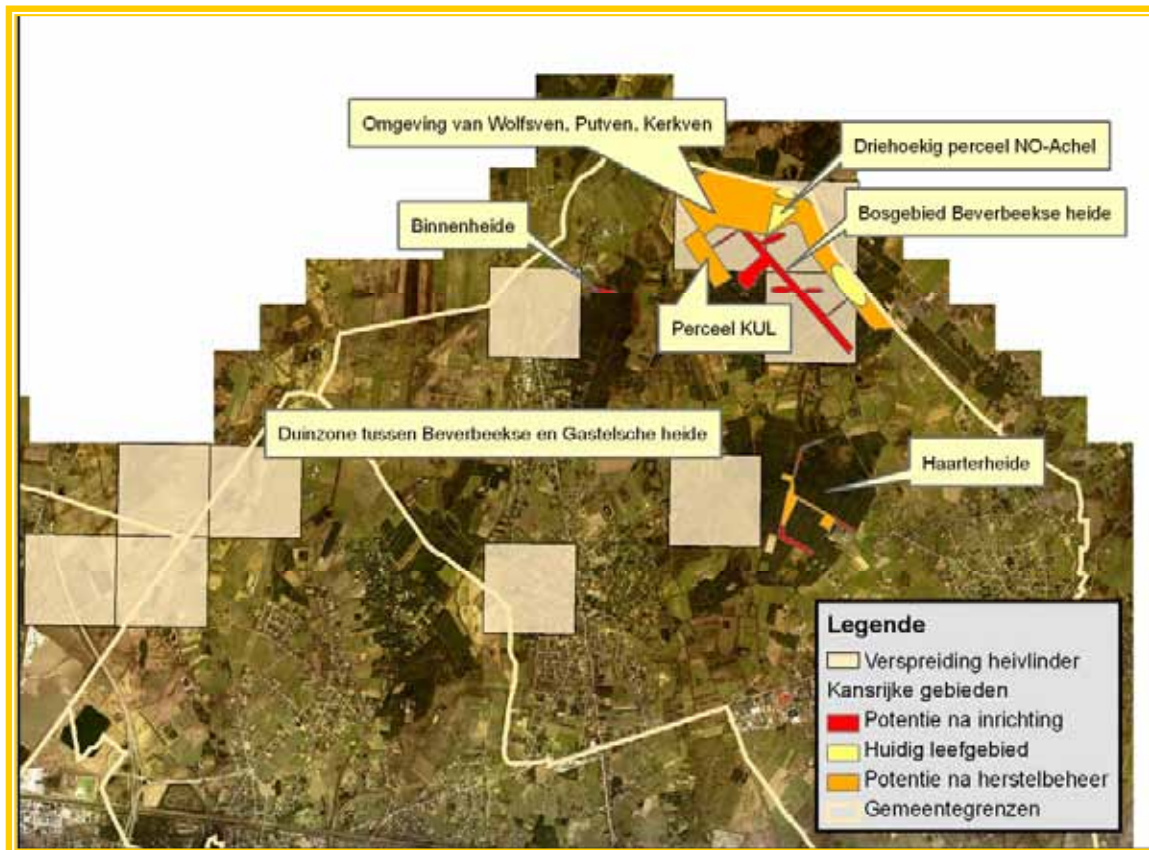 Omgeving van Wolfsven, Putven, Kerkven
Driehoekig perceel NO-Achel
Bosgebied Beverbeekse heide
Binnenheide
Perceel KUL
Duinzone tussen Beverbeekse en Gastelsche heide
Haarterheide
Legende
Verspreiding heivlinder
Kansrijke gebieden
Potentie na inrichting
Huidig leefgebied
Potentie na herstelbeheer
Gemeentegrenzen